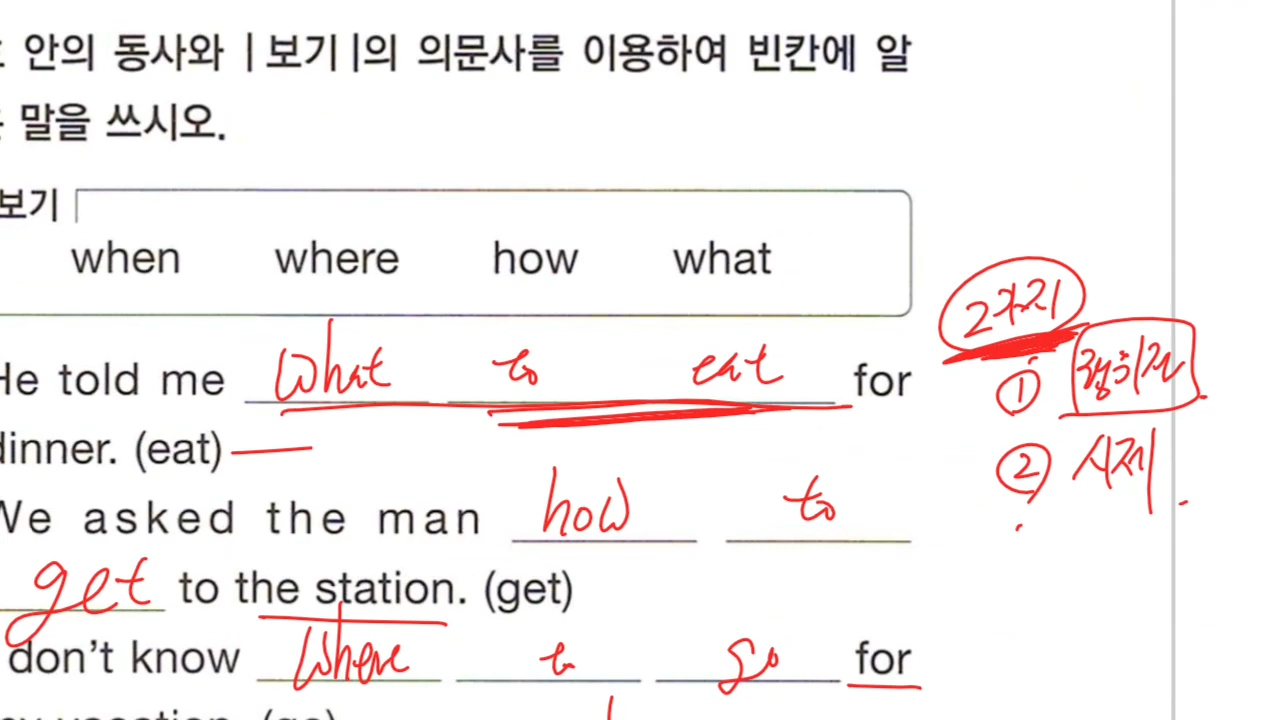 안의 동사와 |보기|의 의문사를 이용하여 빈칸에 알
말을 쓰시오.
보기
when where how what
2가지
He told me what to eat for
①
dinner. (eat)
② 시제
We asked the man how to
get to the station. (get)
don't know where to go for
vacation. (go)